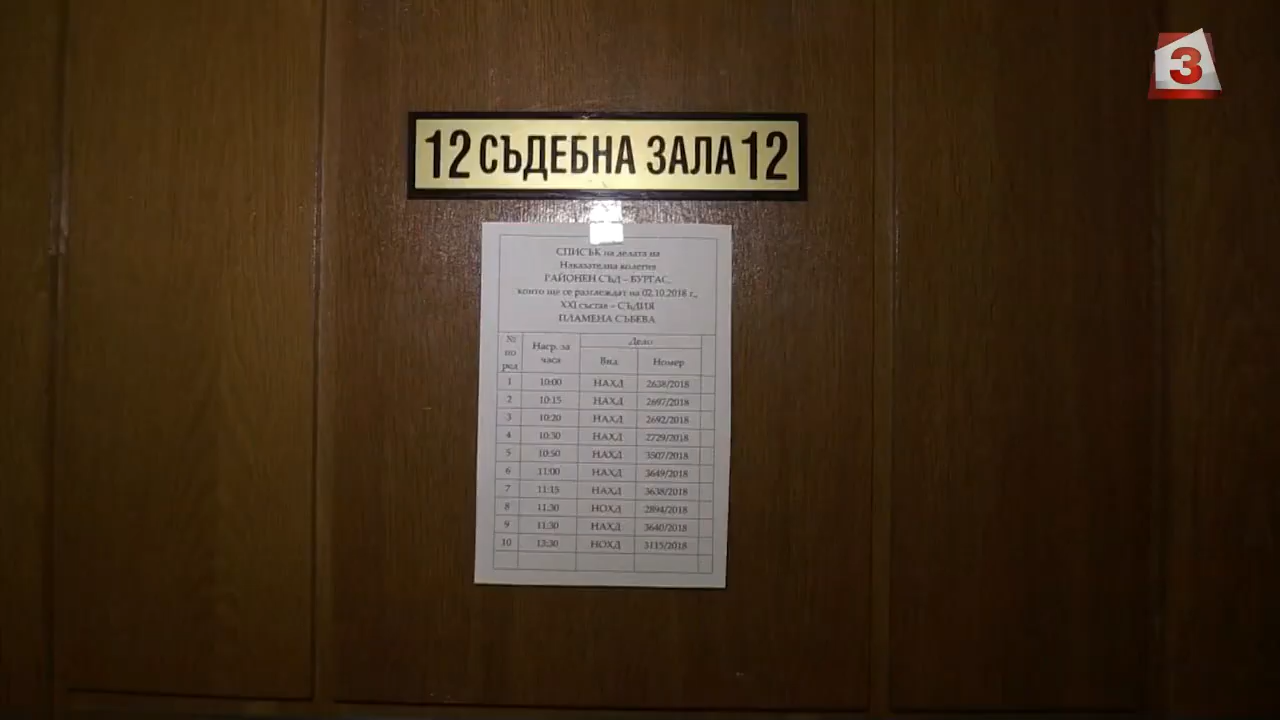 3
12 СЪДЕБНА ЗАЛА 12
СПИСЪК на делата на
Наказателна колегия
РАЙОНЕН СЪД – БУРГАС,
които ще се разглеждат на 02.10.2018 г.,
XXI състав – СЪДИЯ
ПЛАМЕНА СЪБЕВА
№ по ред Наср. за часа Дело
Вид Номер
1 10:00 НАХД 2638/2018
2 10:15 НАХД 2697/2018
3 10:20 НАХД 2692/2018
4 10:30 НАХД 2729/2018
5 10:50 НАХД 3507/2018
6 11:00 НАХД 3649/2018
7 11:15 НАХД 3638/2018
8 11:30 НОХД 2894/2018
9 11:30 НАХД 3640/2018
10 13:30 НОХД 3115/2018